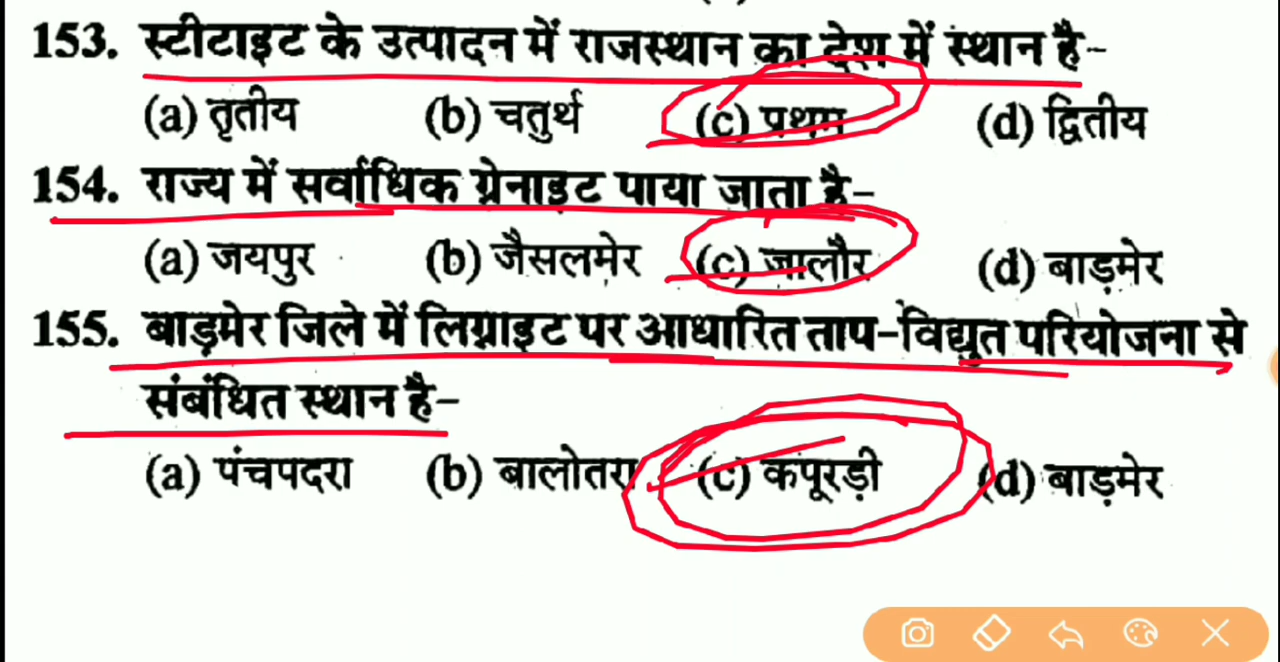 153. स्टीटाइट के उत्पादन में राजस्थान का देश में स्थान है-
(a) तृतीय (b) चतुर्थ (c) प्रथम (d) द्वितीय
154. राज्य में सर्वाधिक ग्रेनाइट पाया जाता है-
(a) जयपुर (b) जैसलमेर (c) जालौर (d) बाड़मेर
155. बाड़मेर जिले में लिग्नाइट पर आधारित ताप-विद्युत परियोजना से
संबंधित स्थान है-
(a) पंचपदरा (b) बालोतरा (c) कपूरड़ी (d) बाड़मेर